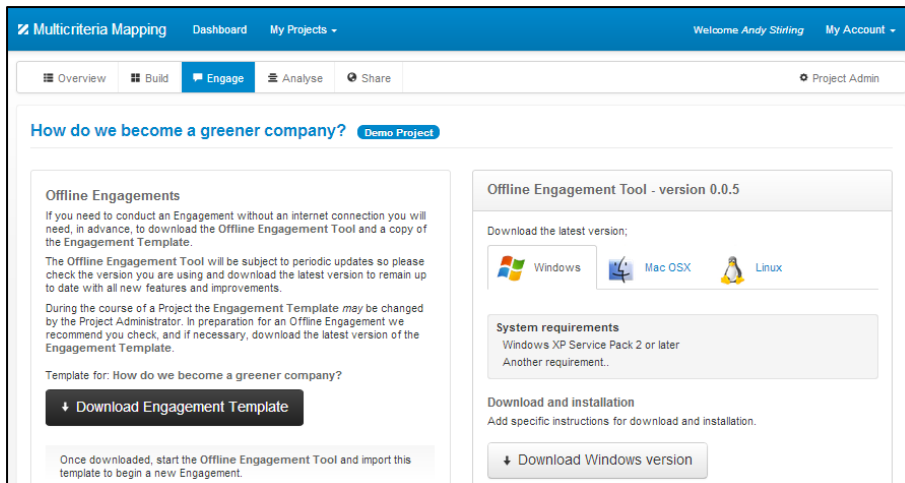 Multicriteria Mapping Dashboard My Projects Welcome Andy Stirling My Account
Overview Build Engage Analyse Share Project Admin
How do we become a greener company? Demo Project
Offline Engagements
If you need to conduct an Engagement without an internet connection you will
need, in advance, to download the Offline Engagement Tool and a copy of
the Engagement Template.
The Offline Engagement Tool will be subject to periodic updates so please
check the version you are using and download the latest version to remain up
to date with all new features and improvements.
During the course of a Project the Engagement Template may be changed
by the Project Administrator. In preparation for an Offline Engagement we
recommend you check, and if necessary, download the latest version of the
Engagement Template.
Template for: How do we become a greener company?
Download Engagement Template
Once downloaded, start the Offline Engagement Tool and import this
template to begin a new Engagement.
Offline Engagement Tool - version 0.0.5
Download the latest version;
Windows Mac OSX Linux
System requirements
Windows XP Service Pack 2 or later
Another requirement..
Download and installation
Add specific instructions for download and installation.
Download Windows version